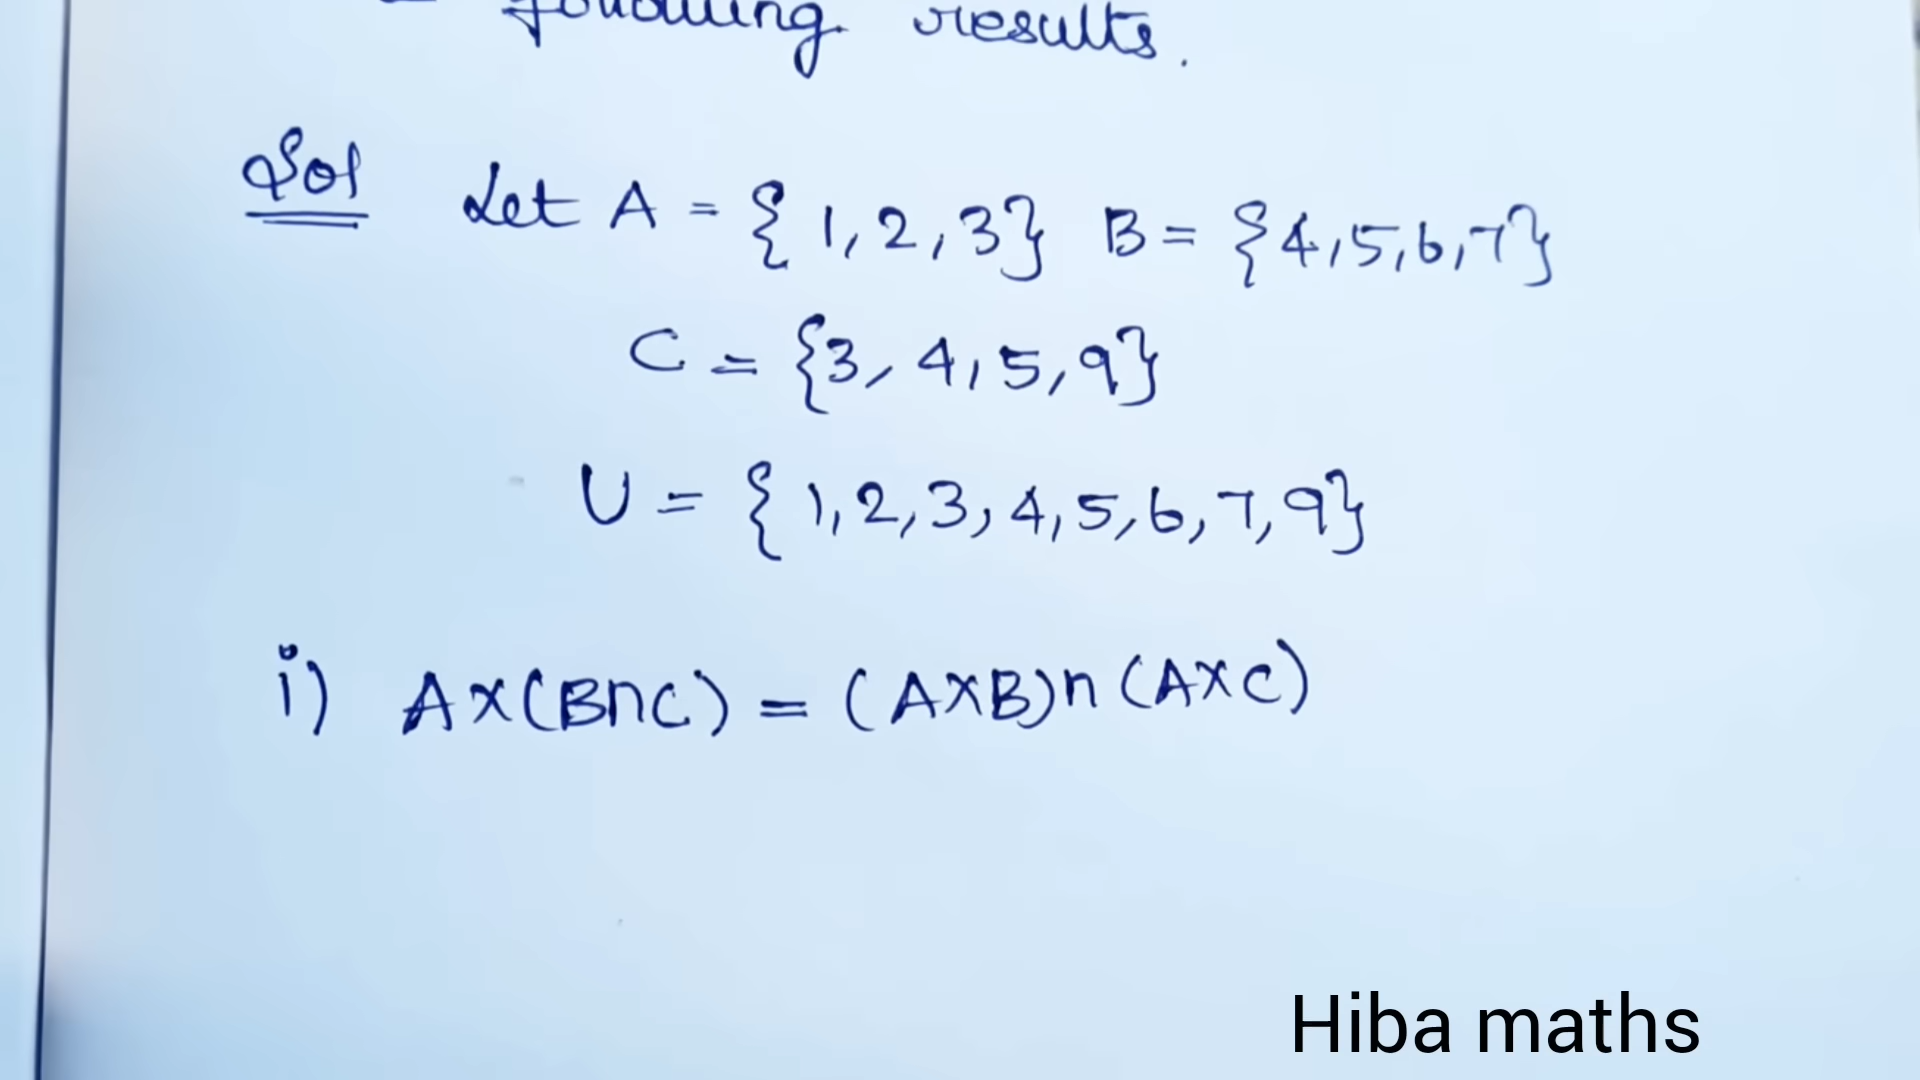 following results.
Sol Let A = { 1, 2, 3} B = {4, 5, 6, 7}
C = {3, 4, 5, 9}
U = { 1, 2, 3, 4, 5, 6, 7, 9}
i) A×(B∩C) = (A×B)∩(A×C)
Hiba maths